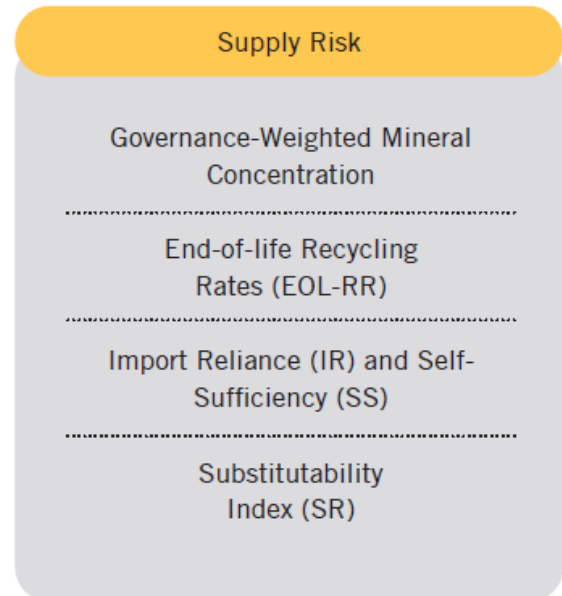 Supply Risk
Governance-Weighted Mineral
Concentration
End-of-life Recycling
Rates (EOL-RR)
Import Reliance (IR) and Self-
Sufficiency (SS)
Substitutability
Index (SR)